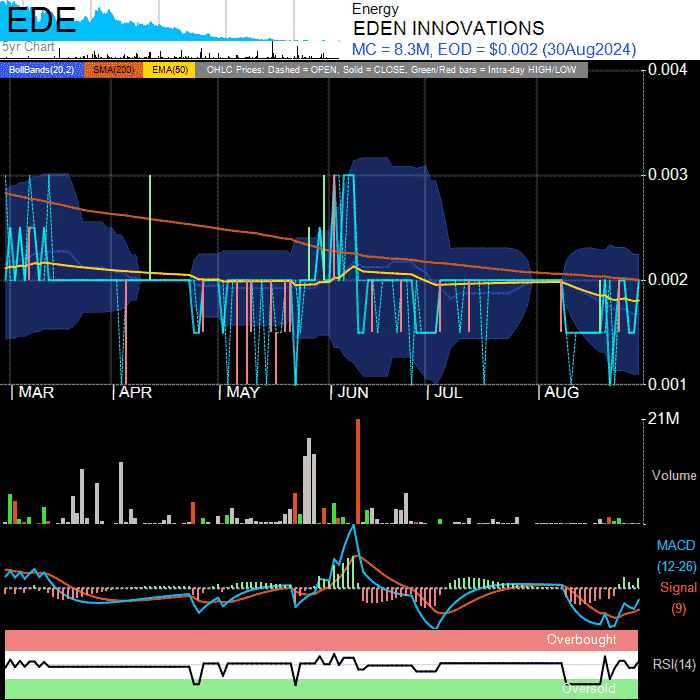 EDE
5yr Chart
Energy
EDEN INNOVATIONS
MC = 8.3M, EOD = $0.002 (30Aug2024)
BollBands(20,2) SMA(200) EMA(50) OHLC Prices: Dashed = OPEN, Solid = CLOSE, Green/Red bars = Intra-day HIGH/LOW
0.004
0.003
0.002
0.001
| MAR | APR | MAY | JUN | JUL | AUG
21M
Volume
MACD
(12-26)
Signal
(9)
Overbought
RSI(14)
Oversold